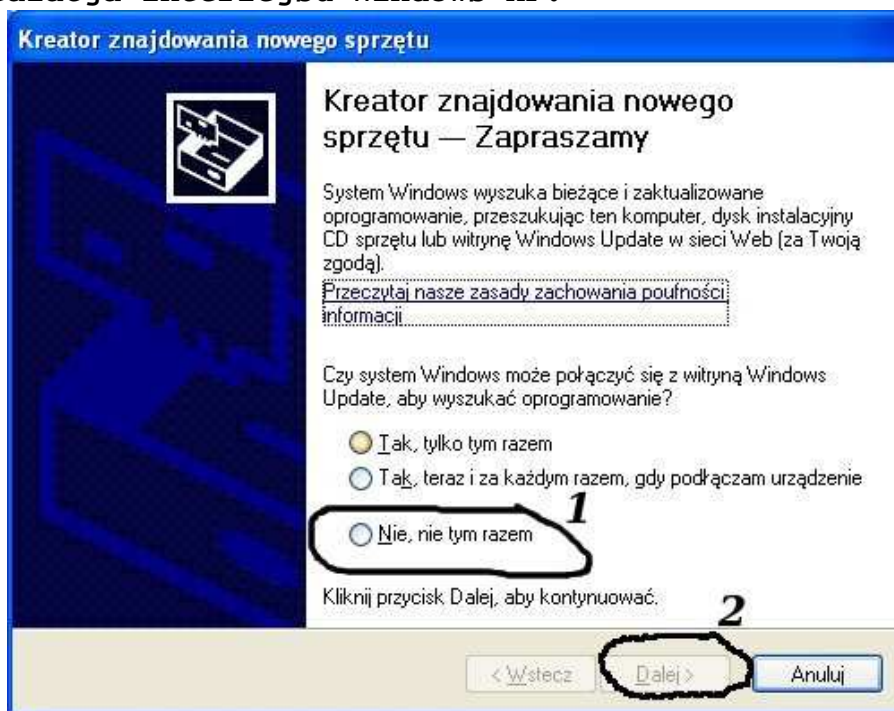 Kreator znajdowania nowego sprzętu
Kreator znajdowania nowego
sprzętu — Zapraszamy
System Windows wyszuka bieżące i zaktualizowane
oprogramowanie, przeszukując ten komputer, dysk instalacyjny
CD sprzętu lub witrynę Windows Update w sieci Web (za Twoją
zgodą).
Przeczytaj nasze zasady zachowania poufności
informacji
Czy system Windows może połączyć się z witryną Windows
Update, aby wyszukać oprogramowanie?
Tak, tylko tym razem
Tak, teraz i za każdym razem, gdy podłączam urządzenie
1
Nie, nie tym razem
Kliknij przycisk Dalej, aby kontynuować.
2
< Wstecz
Dalej >
Anuluj